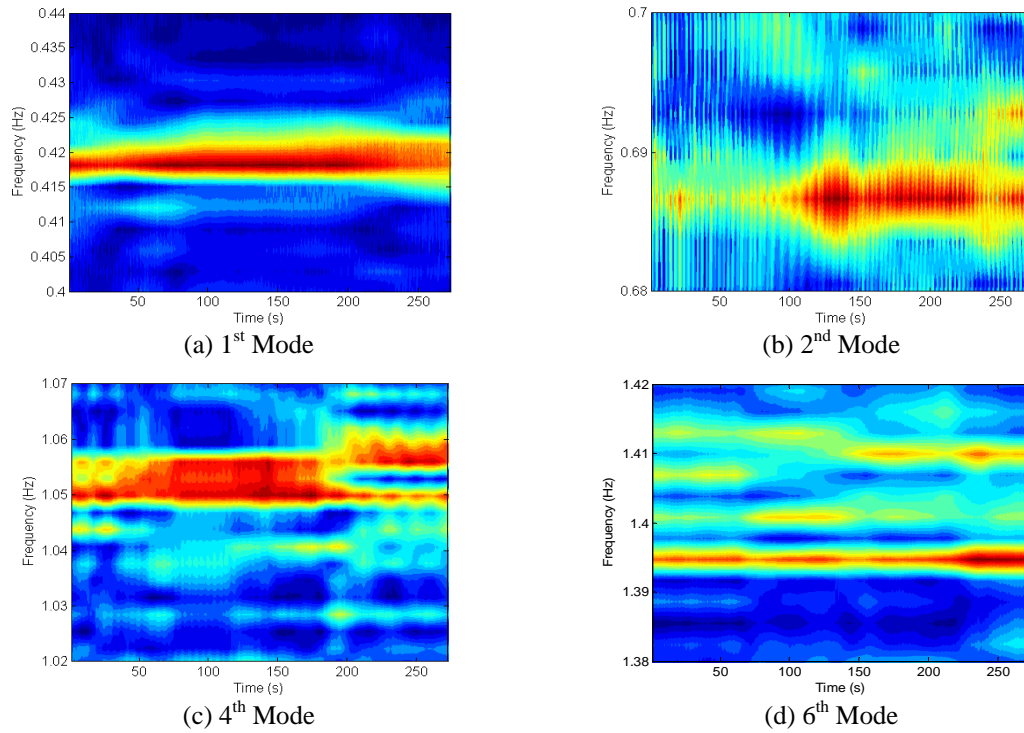 0.44
0.435
0.43
0.425
0.42
0.415
0.41
0.405
0.4
Frequency (Hz)
50 100 150 200 250
Time (s)
(a) 1st Mode
0.7
0.69
0.68
Frequency (Hz)
50 100 150 200 250
Time (s)
(b) 2nd Mode
1.07
1.06
1.05
1.04
1.03
1.02
Frequency (Hz)
50 100 150 200 250
Time (s)
(c) 4th Mode
1.42
1.41
1.4
1.39
1.38
Frequency (Hz)
50 100 150 200 250
Time (s)
(d) 6th Mode